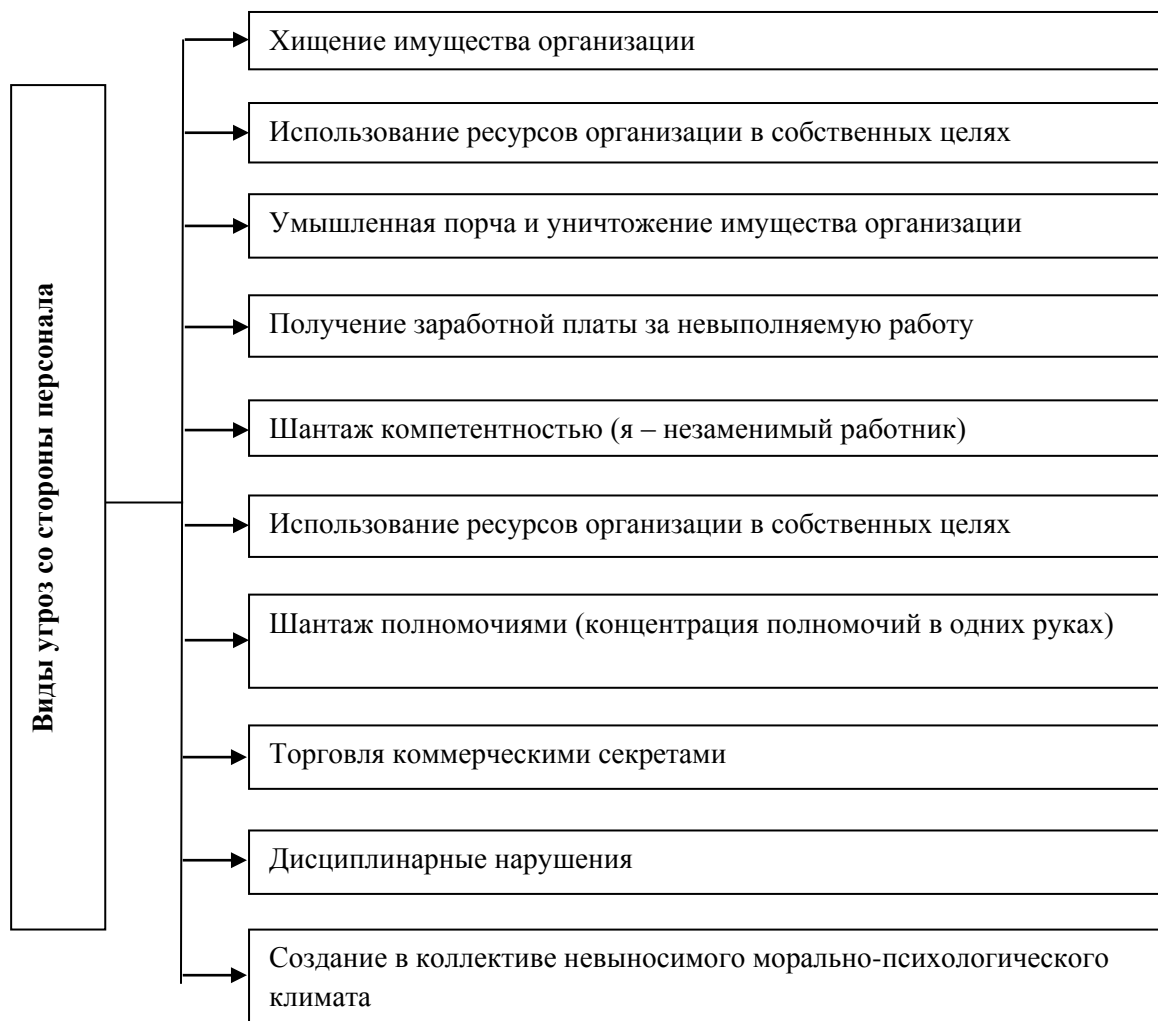 Виды угроз со стороны персонала
Хищение имущества организации
Использование ресурсов организации в собственных целях
Умышленная порча и уничтожение имущества организации
Получение заработной платы за невыполняемую работу
Шантаж компетентностью (я – незаменимый работник)
Использование ресурсов организации в собственных целях
Шантаж полномочиями (концентрация полномочий в одних руках)
Торговля коммерческими секретами
Дисциплинарные нарушения
Создание в коллективе невыносимого морально-психологического
климата